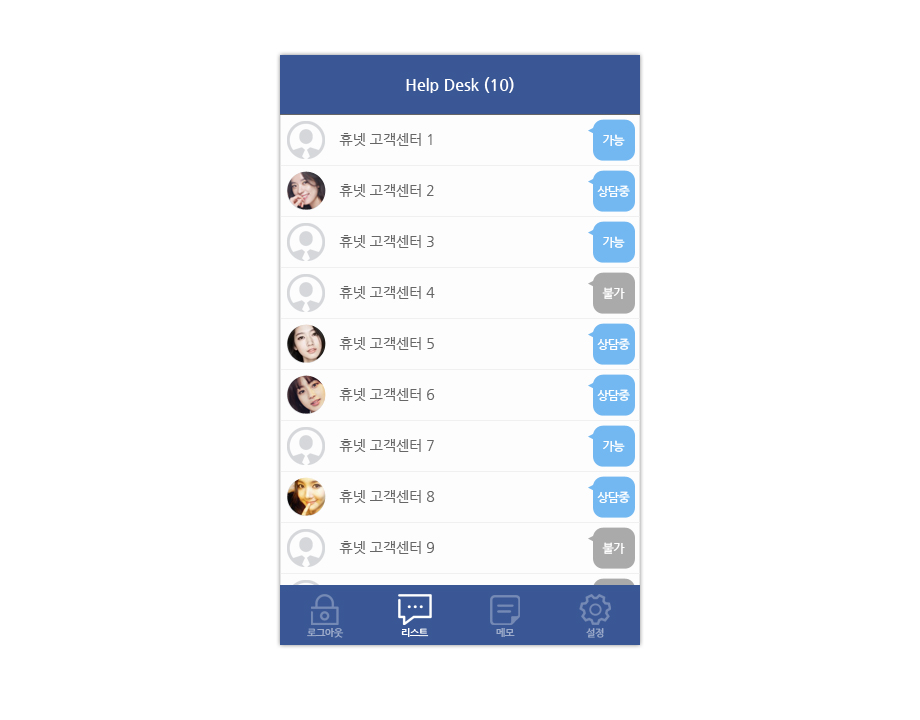 Help Desk (10)
휴넷 고객센터 1
가능
휴넷 고객센터 2
상담중
휴넷 고객센터 3
가능
휴넷 고객센터 4
불가
휴넷 고객센터 5
상담중
휴넷 고객센터 6
상담중
휴넷 고객센터 7
가능
휴넷 고객센터 8
상담중
휴넷 고객센터 9
불가
로그아웃
리스트
메모
설정